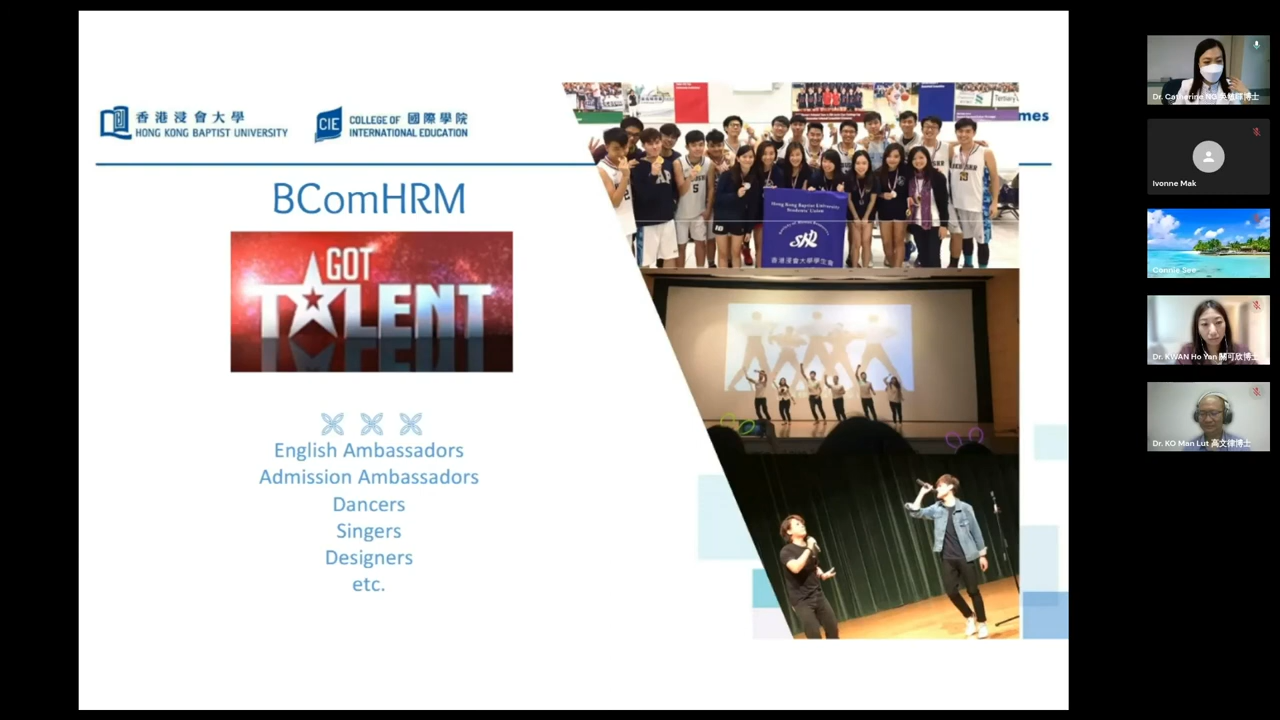 香港浸會大學
HONG KONG BAPTIST UNIVERSITY
CIE
COLLEGE OF 國際學院
INTERNATIONAL EDUCATION
mes
BComHRM
GOT
TALENT
English Ambassadors
Admission Ambassadors
Dancers
Singers
Designers
etc.
Hong Kong Baptist University
Students' Union
香港浸會大學學生會
Ivonne Mak
Connie See
Dr. KWAN Ho Yan 關可欣博士
Dr. KO Man Lut 高文律博士